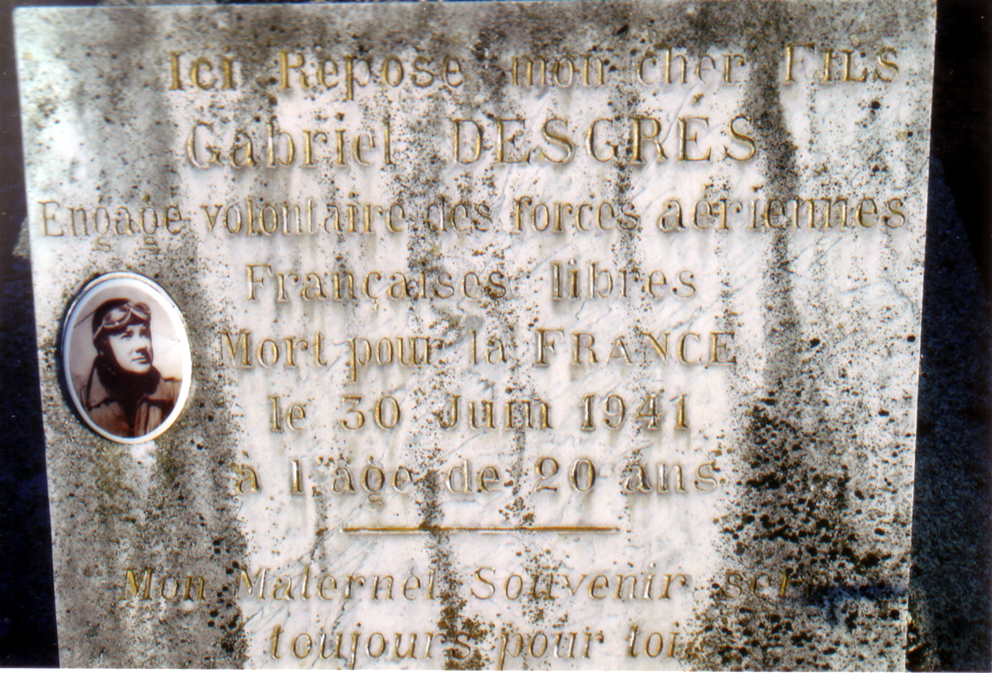 Ici Repose mon cher FILS
Gabriel DESGRÉS
Engagé volontaire des forces aériennes
Françaises libres
Mort pour la FRANCE
le 30 Juin 1941
à l'âge de 20 ans
Mon Maternel Souvenir
toujours pour toi